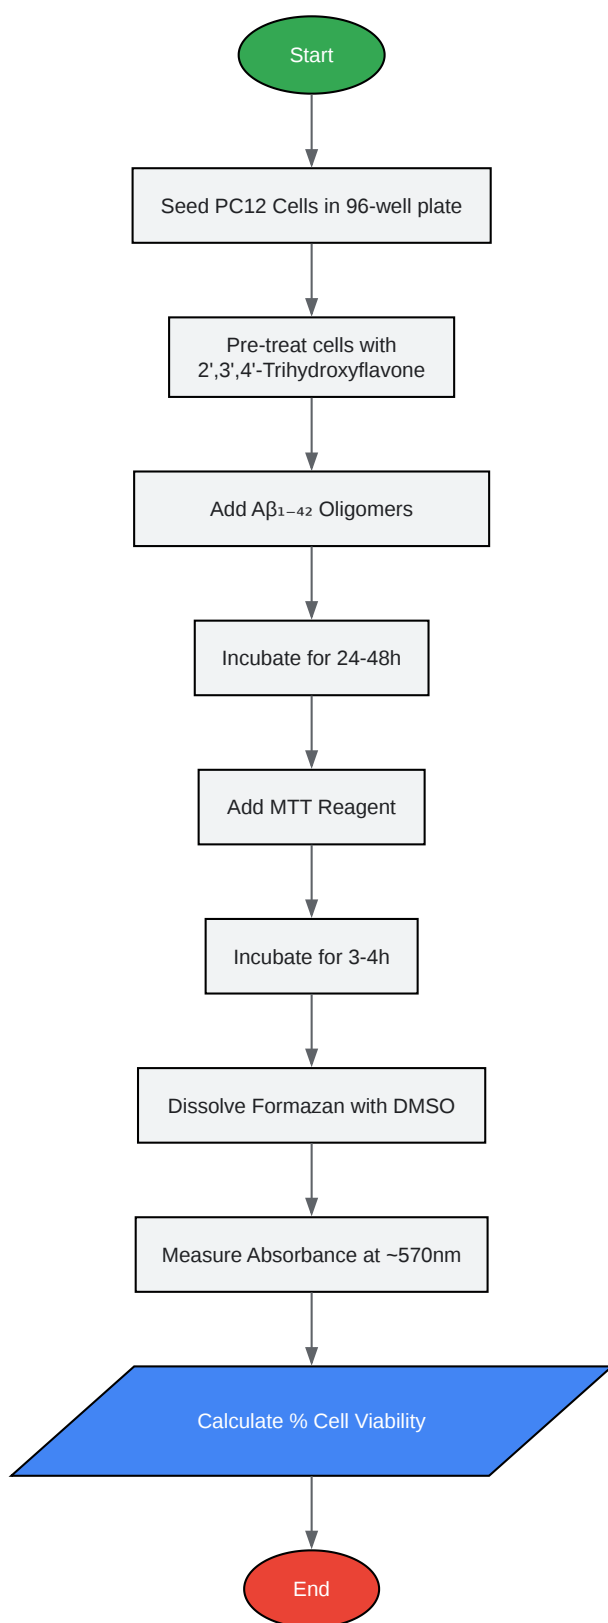 Start
Seed PC12 Cells in 96-well plate
Pre-treat cells with
2',3',4'-Trihydroxyflavone
Add Aβ₁₋₄₂ Oligomers
Incubate for 24-48h
Add MTT Reagent
Incubate for 3-4h
Dissolve Formazan with DMSO
Measure Absorbance at ~570nm
Calculate % Cell Viability
End